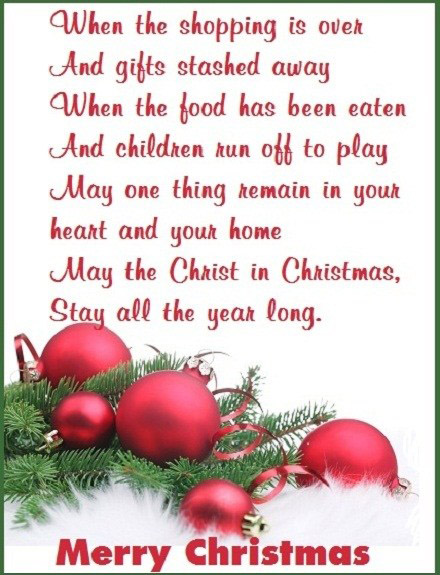 When the shopping is over
And gifts stashed away
When the food has been eaten
And children run off to play
May one thing remain in your
heart and your home
May the Christ in Christmas,
Stay all the year long.
Merry Christmas